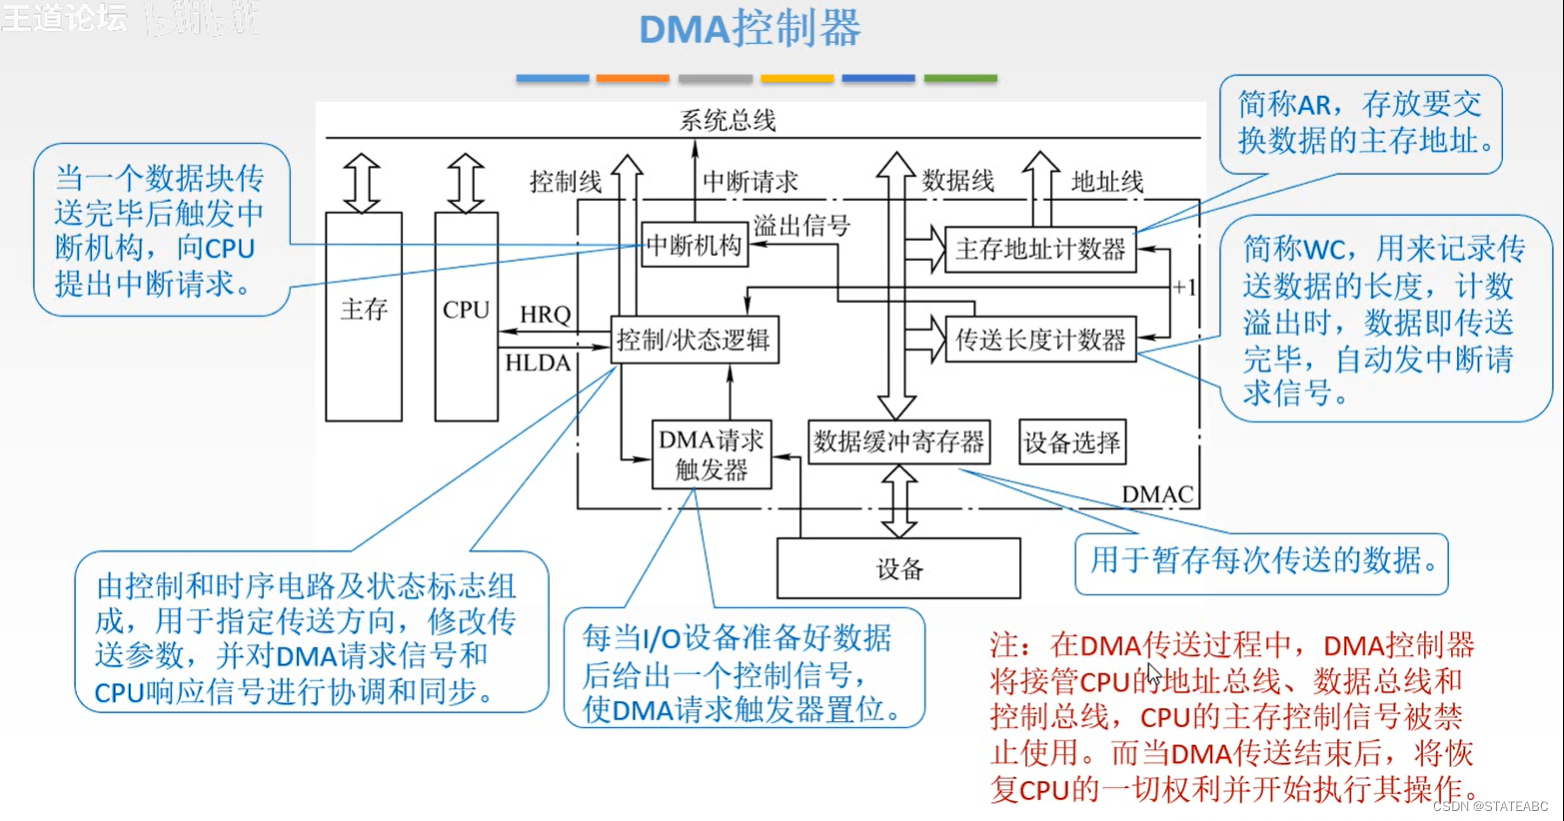 王道论坛
DMA控制器
系统总线
简称AR，存放要交
换数据的主存地址。
当一个数据块传
送完毕后触发中
断机构，向CPU
提出中断请求。
控制线
中断请求
数据线
地址线
中断机构
溢出信号
主存地址计数器
简称WC，用来记录传
送数据的长度，计数
溢出时，数据即传送
完毕，自动发中断请
求信号。
+1
主存
CPU
HRQ
HLDA
控制/状态逻辑
传送长度计数器
DMA请求
触发器
数据缓冲寄存器
设备选择
DMAC
设备
用于暂存每次传送的数据。
由控制和时序电路及状态标志组
成，用于指定传送方向，修改传
送参数，并对DMA请求信号和
CPU响应信号进行协调和同步。
每当I/O设备准备好数据
后给出一个控制信号，
使DMA请求触发器置位。
注：在DMA传送过程中，DMA控制器
将接管CPU的地址总线、数据总线和
控制总线，CPU的主存控制信号被禁
止使用。而当DMA传送结束后，将恢
复CPU的一切权利并开始执行其操作。
CSDN @STATEABC